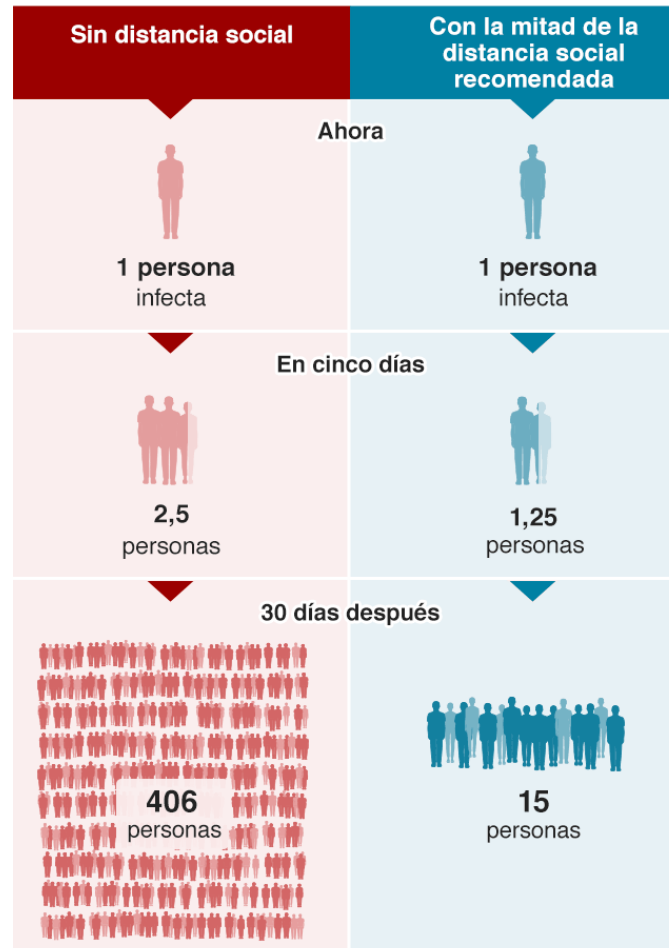 Sin distancia social
Con la mitad de la
distancia social
recomendada
Ahora
1 persona
infecta
1 persona
infecta
En cinco días
2,5
personas
1,25
personas
30 días después
406
personas
15
personas